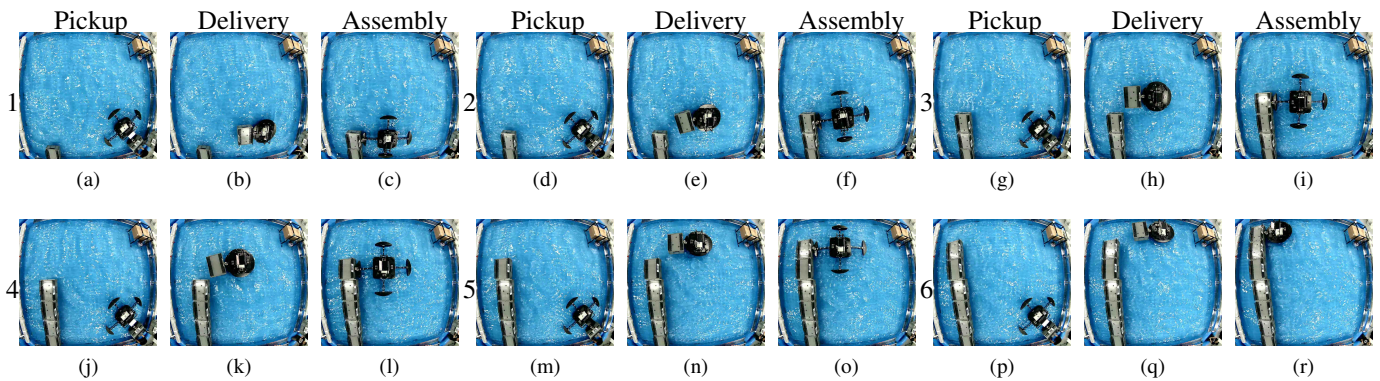 Pickup Delivery Assembly Pickup Delivery Assembly Pickup Delivery Assembly
1 2 3
(a) (b) (c) (d) (e) (f) (g) (h) (i)
4 5 6
(j) (k) (l) (m) (n) (o) (p) (q) (r)